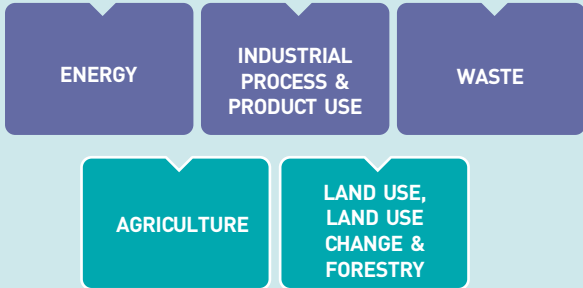 ENERGY
INDUSTRIAL
PROCESS &
PRODUCT USE
WASTE
AGRICULTURE
LAND USE,
LAND USE
CHANGE &
FORESTRY